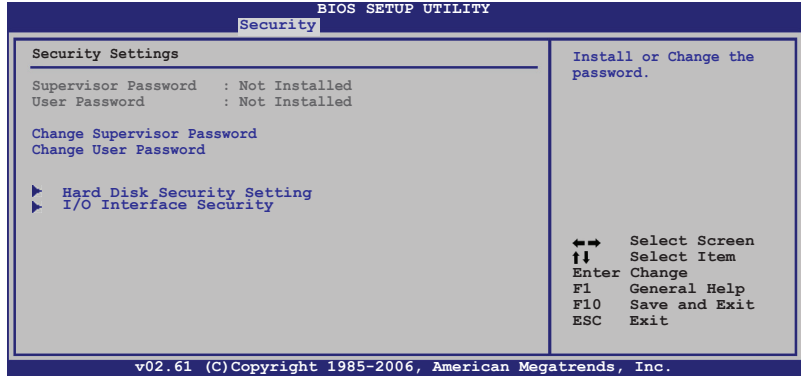 BIOS SETUP UTILITY
Security
Security Settings
Supervisor Password : Not Installed
User Password : Not Installed
Change Supervisor Password
Change User Password
Hard Disk Security Setting
I/O Interface Security
Install or Change the
password.
Select Screen
Select Item
Enter Change
F1 General Help
F10 Save and Exit
ESC Exit
v02.61 (C)Copyright 1985-2006, American Megatrends, Inc.